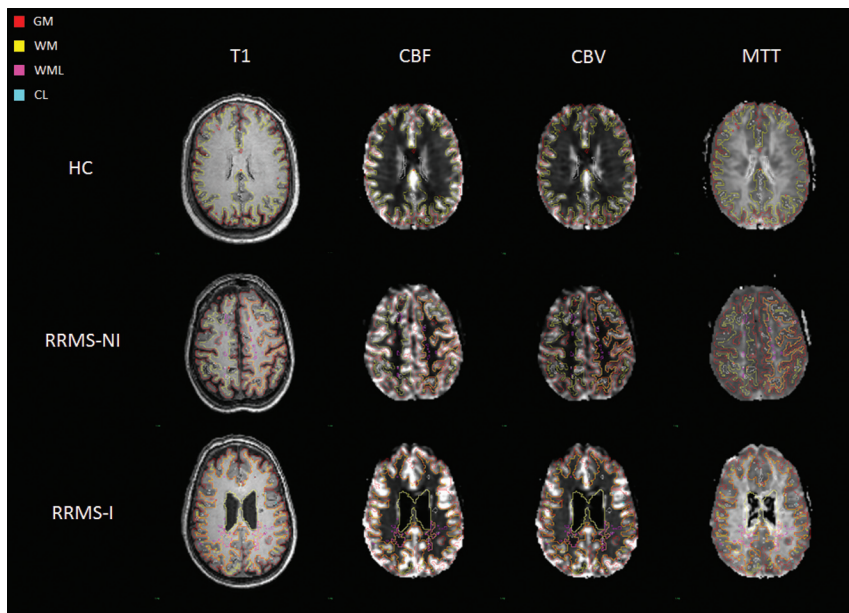 GM
WM
WML
CL
T1 CBF CBV MTT
HC
RRMS-NI
RRMS-I